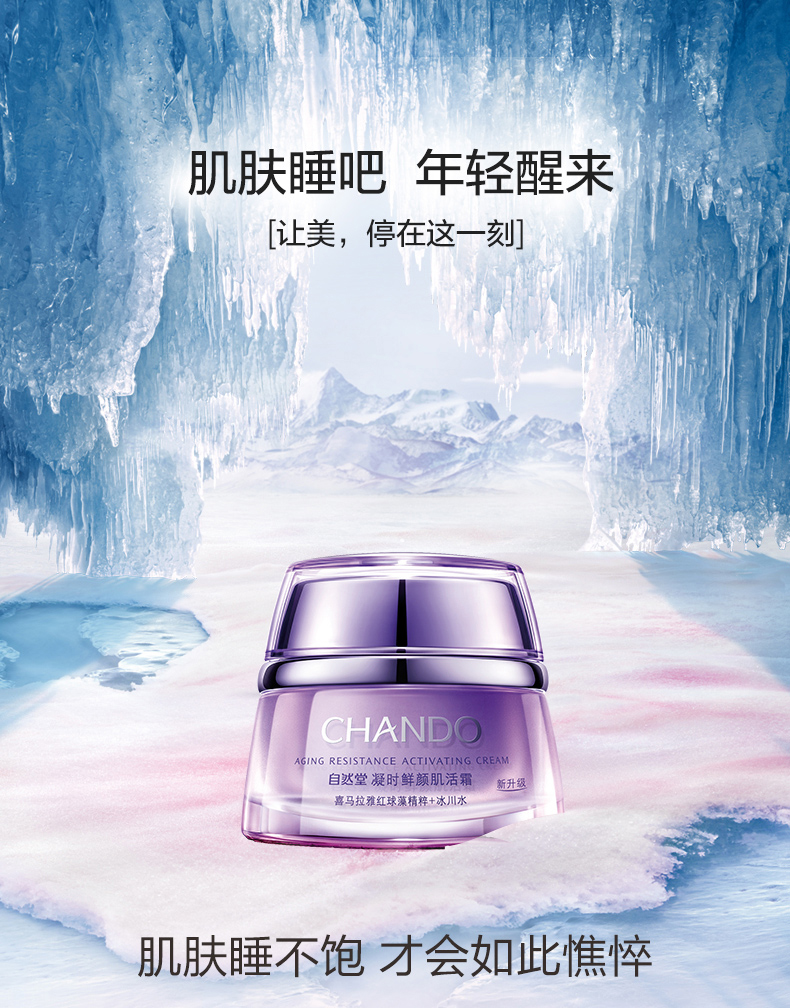 肌肤睡吧 年轻醒来
[让美，停在这一刻]
CHANDO
AGING RESISTANCE ACTIVATING CREAM
自然堂 凝时鲜颜肌活霜
新升级
喜马拉雅红球藻精粹+冰川水
肌肤睡不饱 才会如此憔悴